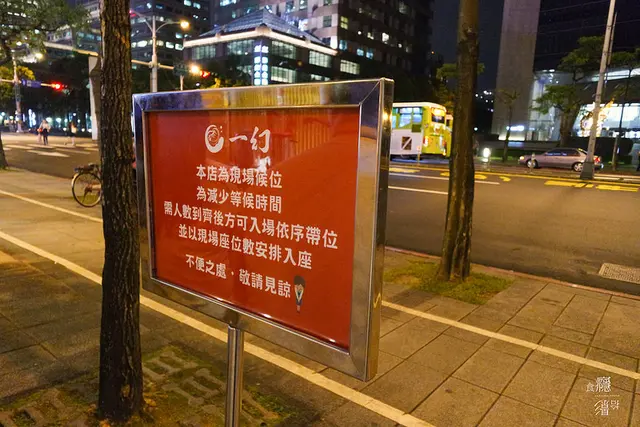 一幻
本店為現場候位
為減少等候時間
需人數到齊後方可入場依序帶位
並以現場座位數安排入座
不便之處，敬請見諒
食癮